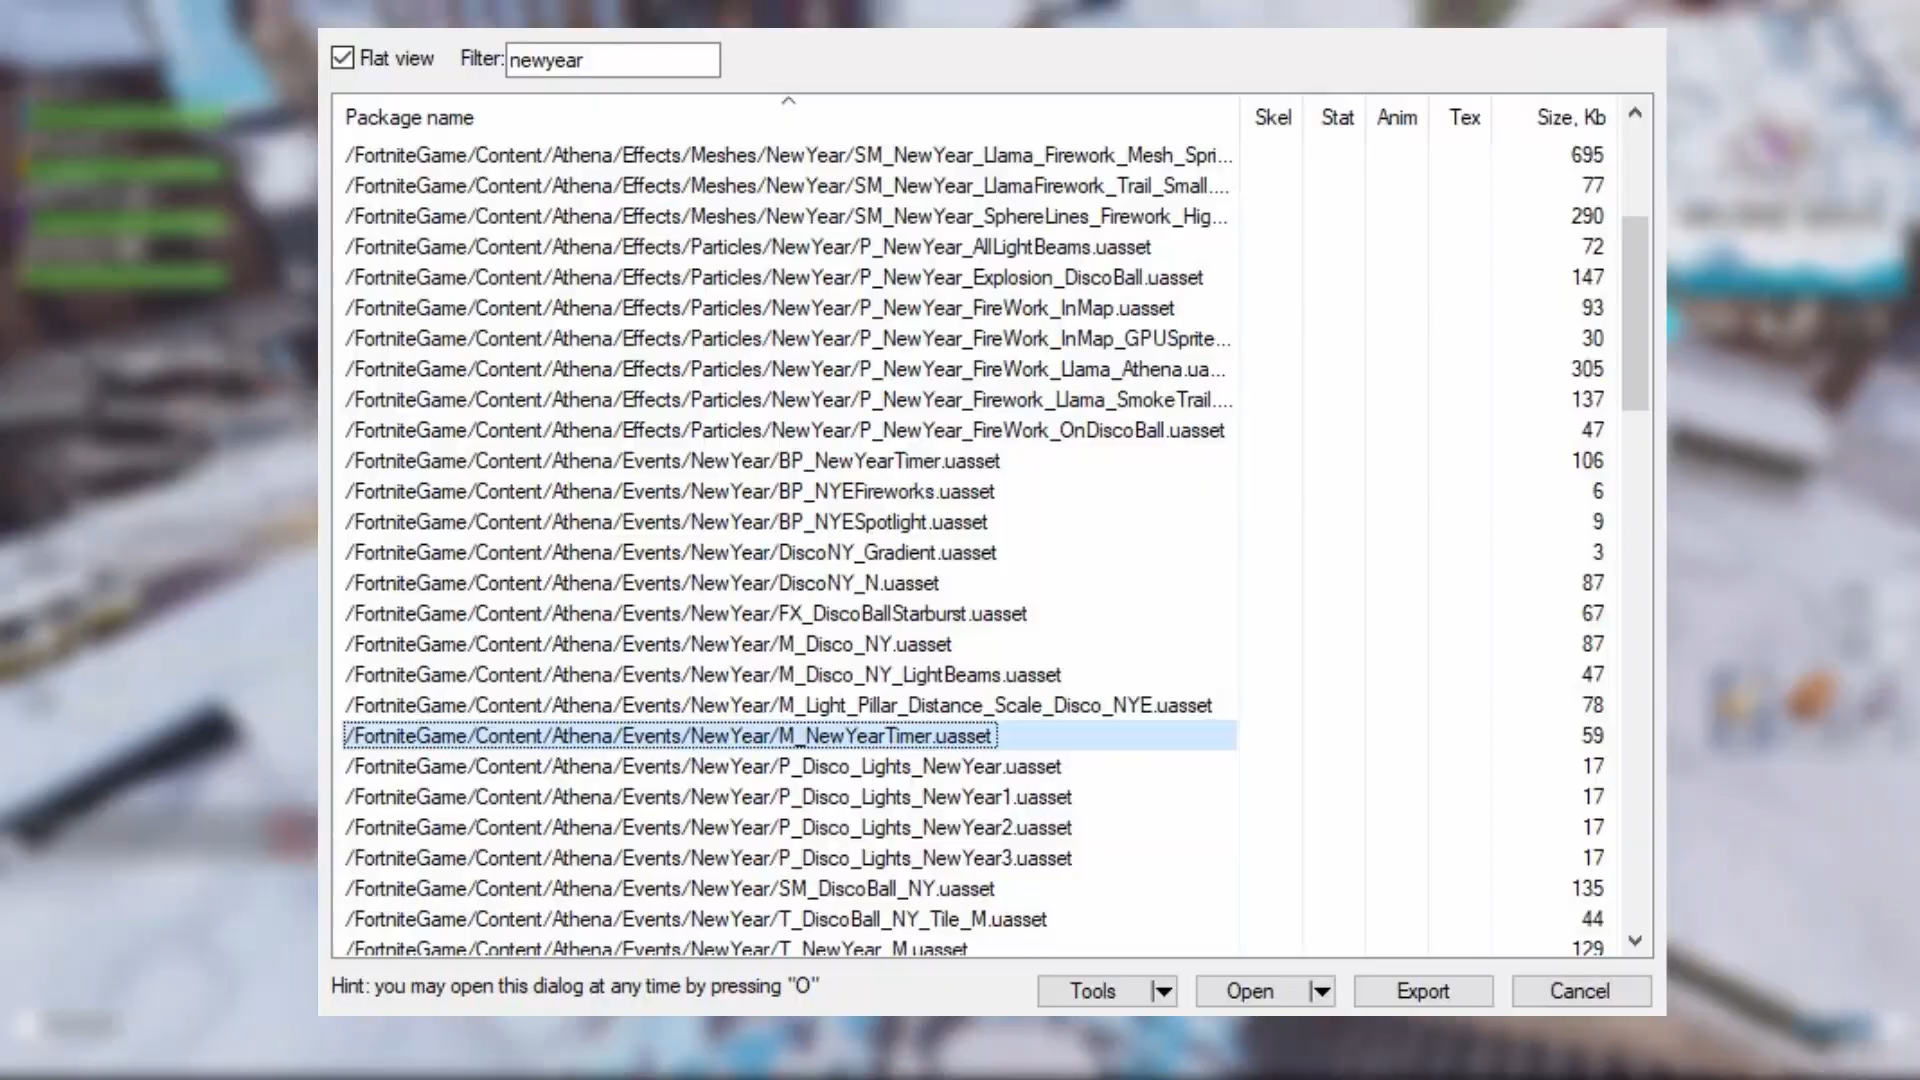 Flat view Filter: newyear
Package name Skel Stat Anim Tex Size, Kb
/FortniteGame/Content/Athena/Effects/Meshes/NewYear/SM_NewYear_Llama_Firework_Mesh_Spri... 695
/FortniteGame/Content/Athena/Effects/Meshes/NewYear/SM_NewYear_LlamaFirework_Trail_Small.... 77
/FortniteGame/Content/Athena/Effects/Meshes/NewYear/SM_NewYear_SphereLines_Firework_Hig... 290
/FortniteGame/Content/Athena/Effects/Particles/NewYear/P_NewYear_AllLightBeams.uasset 72
/FortniteGame/Content/Athena/Effects/Particles/NewYear/P_NewYear_Explosion_DiscoBall.uasset 147
/FortniteGame/Content/Athena/Effects/Particles/NewYear/P_NewYear_FireWork_InMap.uasset 93
/FortniteGame/Content/Athena/Effects/Particles/NewYear/P_NewYear_FireWork_InMap_GPUSprite... 30
/FortniteGame/Content/Athena/Effects/Particles/NewYear/P_NewYear_FireWork_Llama_Athena.ua... 305
/FortniteGame/Content/Athena/Effects/Particles/NewYear/P_NewYear_Firework_Llama_SmokeTrail.... 137
/FortniteGame/Content/Athena/Effects/Particles/NewYear/P_NewYear_FireWork_OnDiscoBall.uasset 47
/FortniteGame/Content/Athena/Events/NewYear/BP_NewYearTimer.uasset 106
/FortniteGame/Content/Athena/Events/NewYear/BP_NYEFireworks.uasset 6
/FortniteGame/Content/Athena/Events/NewYear/BP_NYESpotlight.uasset 9
/FortniteGame/Content/Athena/Events/NewYear/DiscoNY_Gradient.uasset 3
/FortniteGame/Content/Athena/Events/NewYear/DiscoNY_N.uasset 87
/FortniteGame/Content/Athena/Events/NewYear/FX_DiscoBallStarburst.uasset 67
/FortniteGame/Content/Athena/Events/NewYear/M_Disco_NY.uasset 87
/FortniteGame/Content/Athena/Events/NewYear/M_Disco_NY_LightBeams.uasset 47
/FortniteGame/Content/Athena/Events/NewYear/M_Light_Pillar_Distance_Scale_Disco_NYE.uasset 78
/FortniteGame/Content/Athena/Events/NewYear/M_NewYearTimer.uasset 59
/FortniteGame/Content/Athena/Events/NewYear/P_Disco_Lights_NewYear.uasset 17
/FortniteGame/Content/Athena/Events/NewYear/P_Disco_Lights_NewYear1.uasset 17
/FortniteGame/Content/Athena/Events/NewYear/P_Disco_Lights_NewYear2.uasset 17
/FortniteGame/Content/Athena/Events/NewYear/P_Disco_Lights_NewYear3.uasset 17
/FortniteGame/Content/Athena/Events/NewYear/SM_DiscoBall_NY.uasset 135
/FortniteGame/Content/Athena/Events/NewYear/T_DiscoBall_NY_Tile_M.uasset 44
/FortniteGame/Content/Athena/Events/NewYear/T_NewYear_M.uasset 129
Hint: you may open this dialog at any time by pressing "O" Tools Open Export Cancel